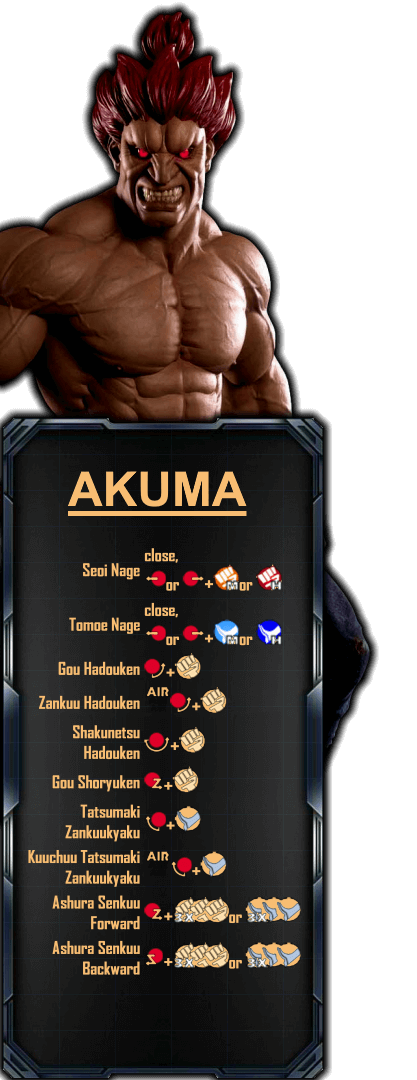 AKUMA
close,
Seoi Nage or + M or H
close,
Tomoe Nage or + M or H
Gou Hadouken +
Zankuu Hadouken AIR +
Shakunetsu
Hadouken +
Gou Shoryuken +
Tatsumaki
Zankuukyaku +
Kuuchuu Tatsumaki AIR
Zankuukyaku +
Ashura Senkuu
Forward + 3X or 3X
Ashura Senkuu
Backward + 3X or 3X